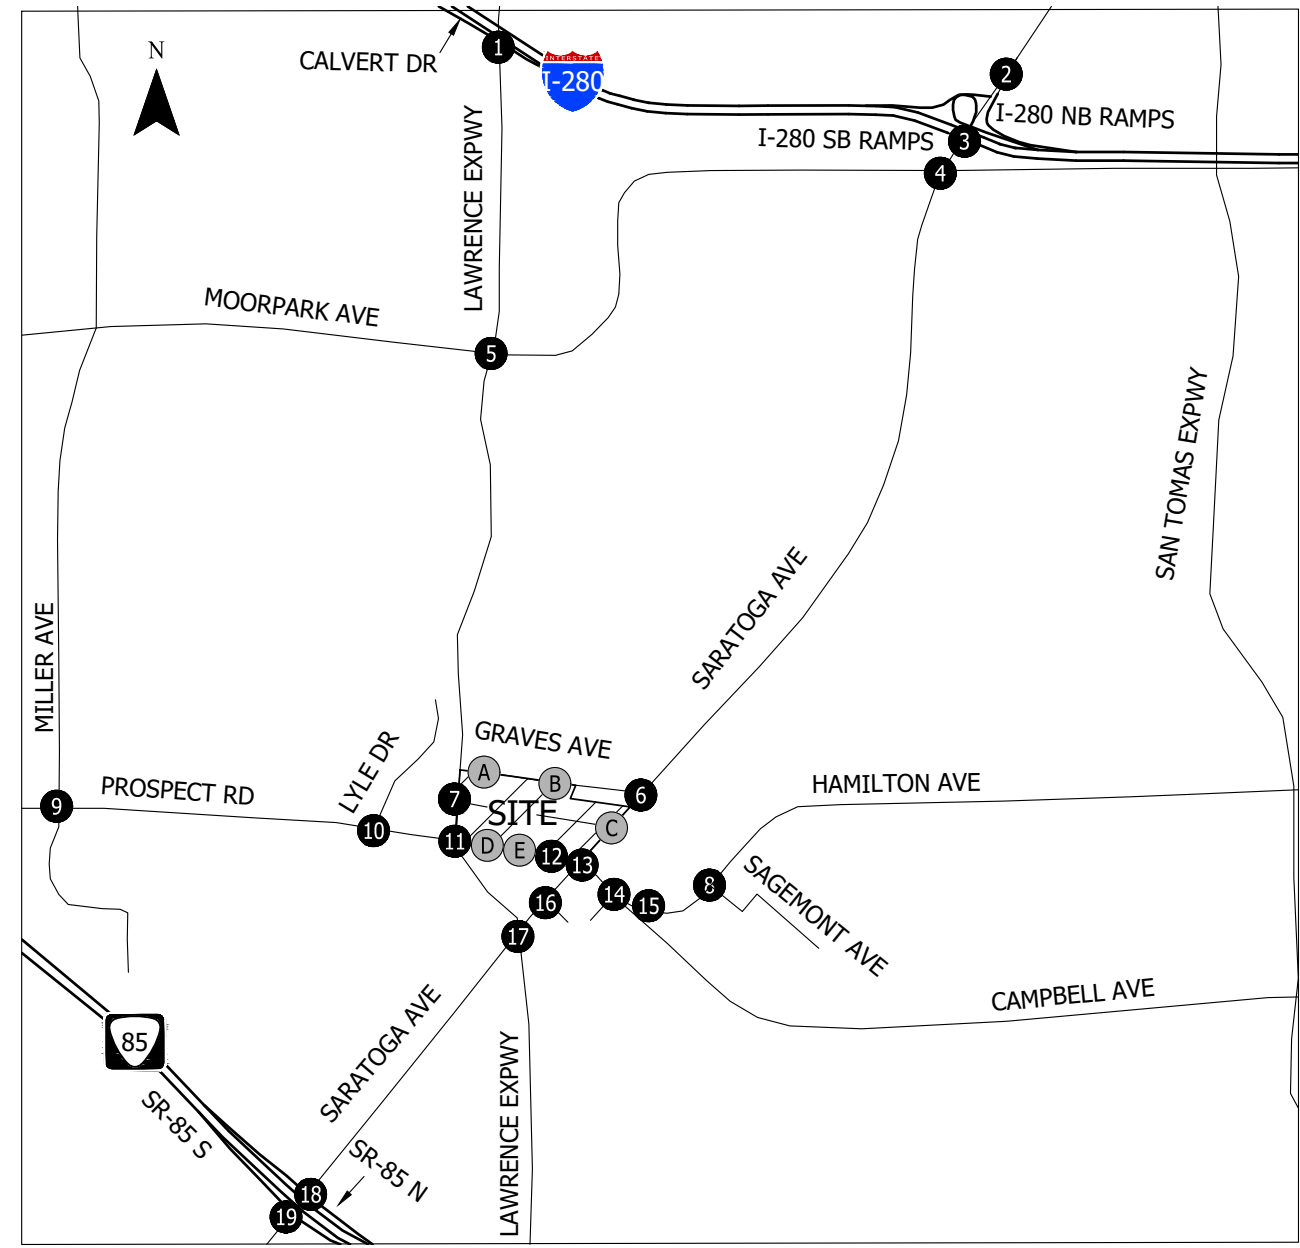 N
CALVERT DR
1
INTERSTATE
I-280
2
I-280 NB RAMPS
I-280 SB RAMPS
3
4
LAWRENCE EXPWY
MOORPARK AVE
5
SAN TOMAS EXPWY
SARATOGA AVE
MILLER AVE
GRAVES AVE
LYLE DR
A
B
HAMILTON AVE
PROSPECT RD
9
7
SITE
6
10
11
C
D
E
12
13
8
SAGEMONT AVE
14
15
16
17
CAMPBELL AVE
85
SARATOGA AVE
LAWRENCE EXPWY
SR-85 S
SR-85 N
18
19